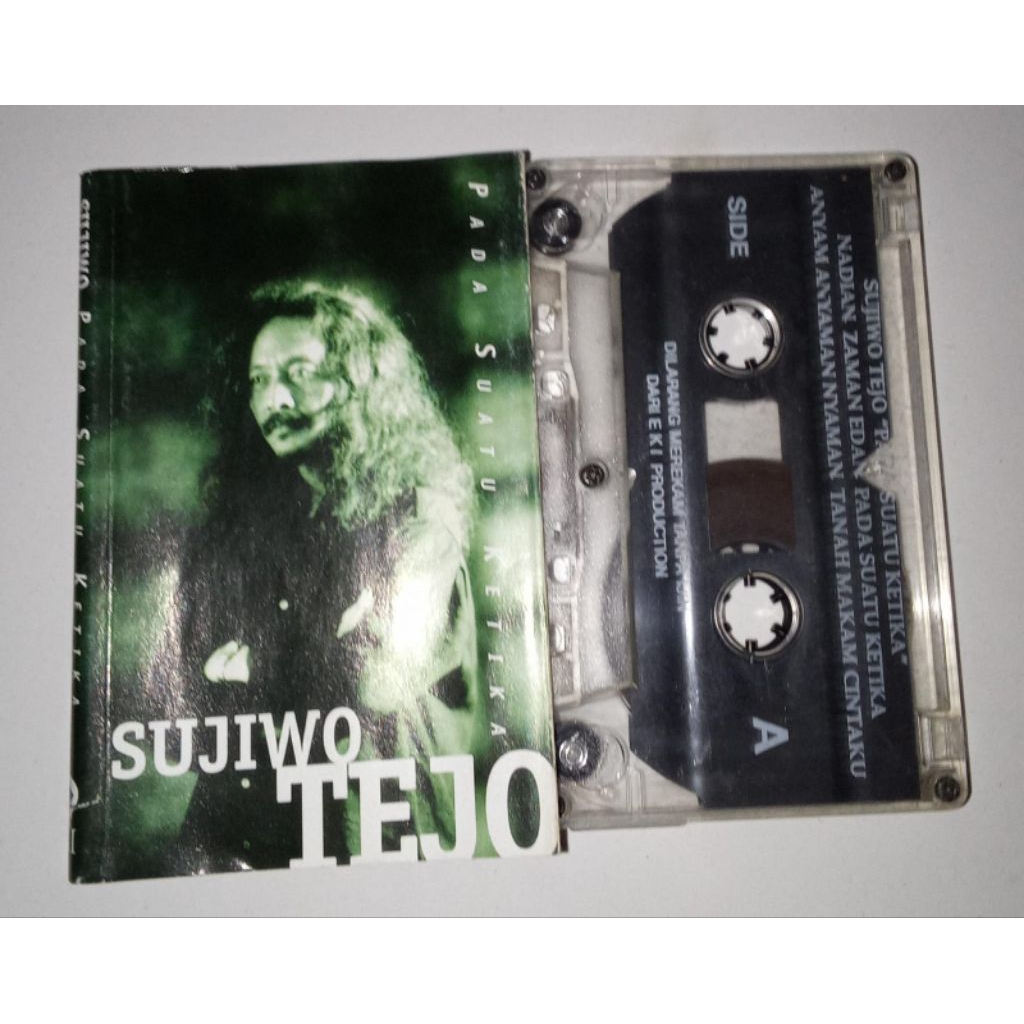 SUJIWO PADA SUATU KETIKA
PADA SUATU KETIKA
SUJIWO
TEJO
SIDE
A
SUJIWO TEJO "PADA SUATU KETIKA"
NADIAN ZAMAN EDAN PADA SUATU KETIKA
ANYAM ANYAMAN NYAMAN TANAH MAKAM CINTAKU
DILARANG MEREKAM TANPA
DARI EKI PRODUCTION